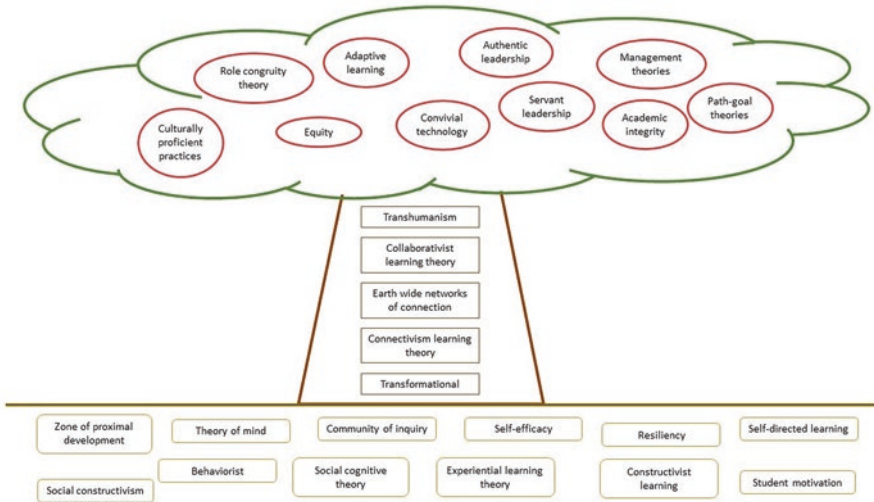 Role congruity
theory
Adaptive
learning
Authentic
leadership
Management
theories
Culturally
proficient
practices
Equity
Convivial
technology
Servant
leadership
Academic
integrity
Path-goal
theories
Transhumanism
Collaborativist
learning theory
Earth wide networks
of connection
Connectivism learning
theory
Transformational
Zone of proximal
development
Theory of mind
Community of inquiry
Self-efficacy
Resiliency
Self-directed learning
Social constructivism
Behaviorist
Social cognitive
theory
Experiential learning
theory
Constructivist
learning
Student motivation